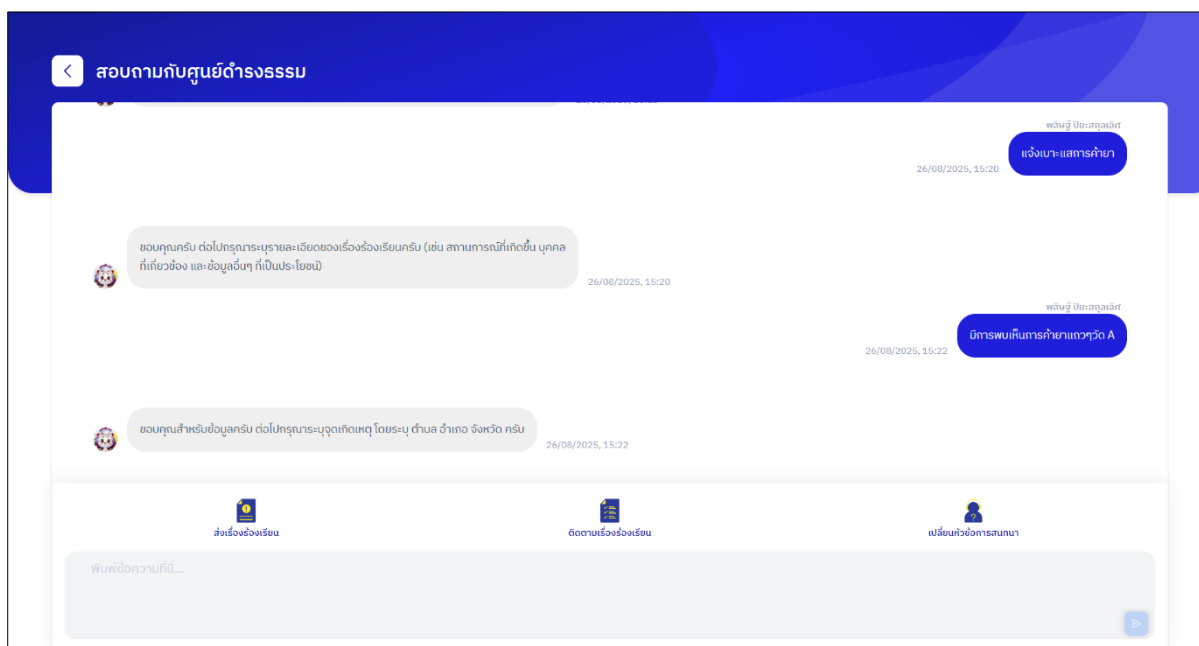 สอบถามกับศูนย์ดำรงธรรม
พสิษฐ์ ปิยะสกุลเลิศ
แจ้งเบาะแสการค้ายา
26/08/2025, 15:20
ขอบคุณครับ ต่อไปกรุณาระบุรายละเอียดของเรื่องร้องเรียนครับ (เช่น สถานการณ์ที่เกิดขึ้น บุคคล
ที่เกี่ยวข้อง และข้อมูลอื่นๆ ที่เป็นประโยชน์)
26/08/2025, 15:20
พสิษฐ์ ปิยะสกุลเลิศ
มีการพบเห็นการค้ายาแถวๆวัด A
26/08/2025, 15:22
ขอบคุณสำหรับข้อมูลครับ ต่อไปกรุณาระบุจุดเกิดเหตุ โดยระบุ ตำบล อำเภอ จังหวัด ครับ
26/08/2025, 15:22
ส่งเรื่องร้องเรียน
ติดตามเรื่องร้องเรียน
เปลี่ยนหัวข้อการสนทนา
พิมพ์ข้อความที่นี่...